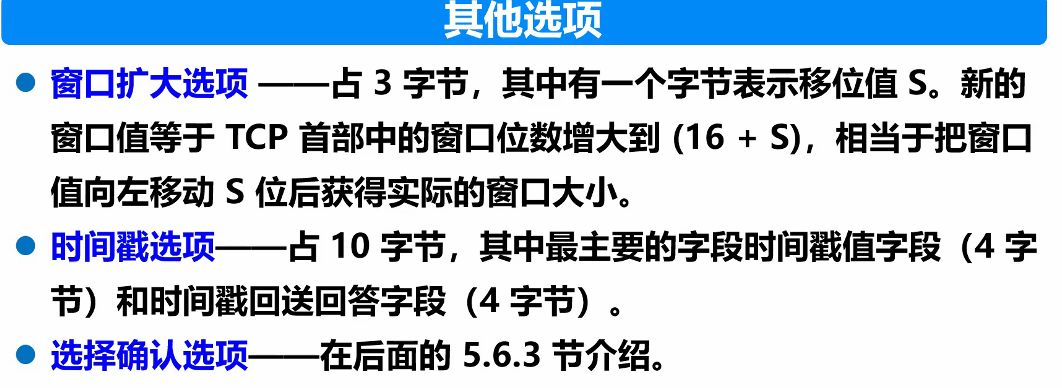 其他选项
● 窗口扩大选项 ——占 3 字节，其中有一个字节表示移位值 S。新的
窗口值等于 TCP 首部中的窗口位数增大到 (16 + S)，相当于把窗口
值向左移动 S 位后获得实际的窗口大小。
● 时间戳选项——占 10 字节，其中最主要的字段时间戳值字段（4 字
节）和时间戳回送回答字段（4 字节）。
● 选择确认选项——在后面的 5.6.3 节介绍。